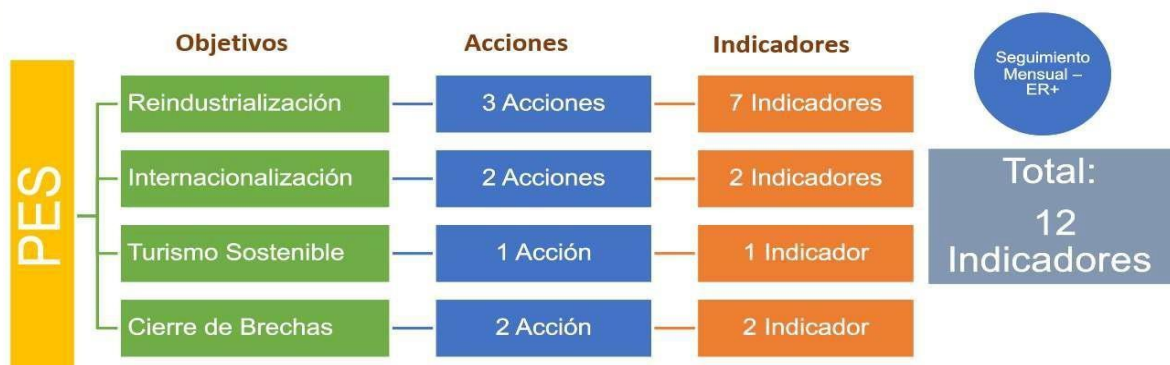 Objetivos
Acciones
Indicadores
Seguimiento
Mensual –
ER+
PES
Reindustrialización
3 Acciones
7 Indicadores
Internacionalización
2 Acciones
2 Indicadores
Turismo Sostenible
1 Acción
1 Indicador
Cierre de Brechas
2 Acción
2 Indicador
Total:
12
Indicadores